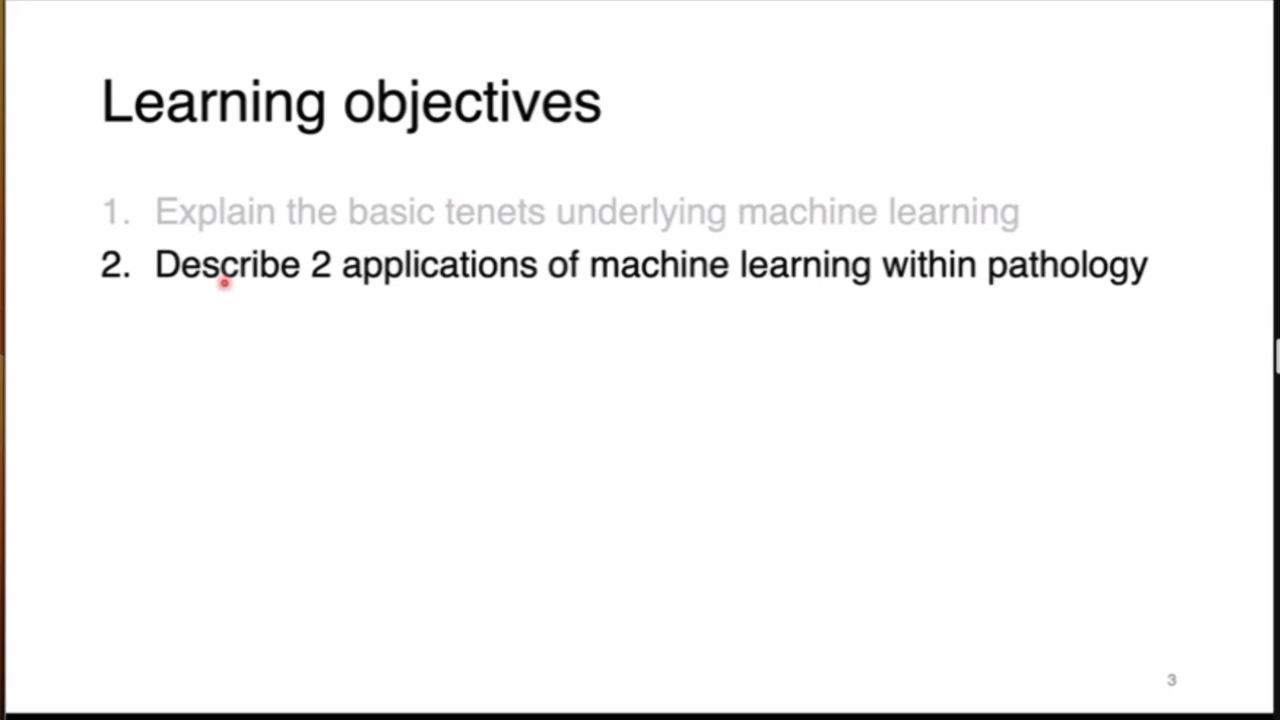 Learning objectives
1. Explain the basic tenets underlying machine learning
2. Describe 2 applications of machine learning within pathology
3